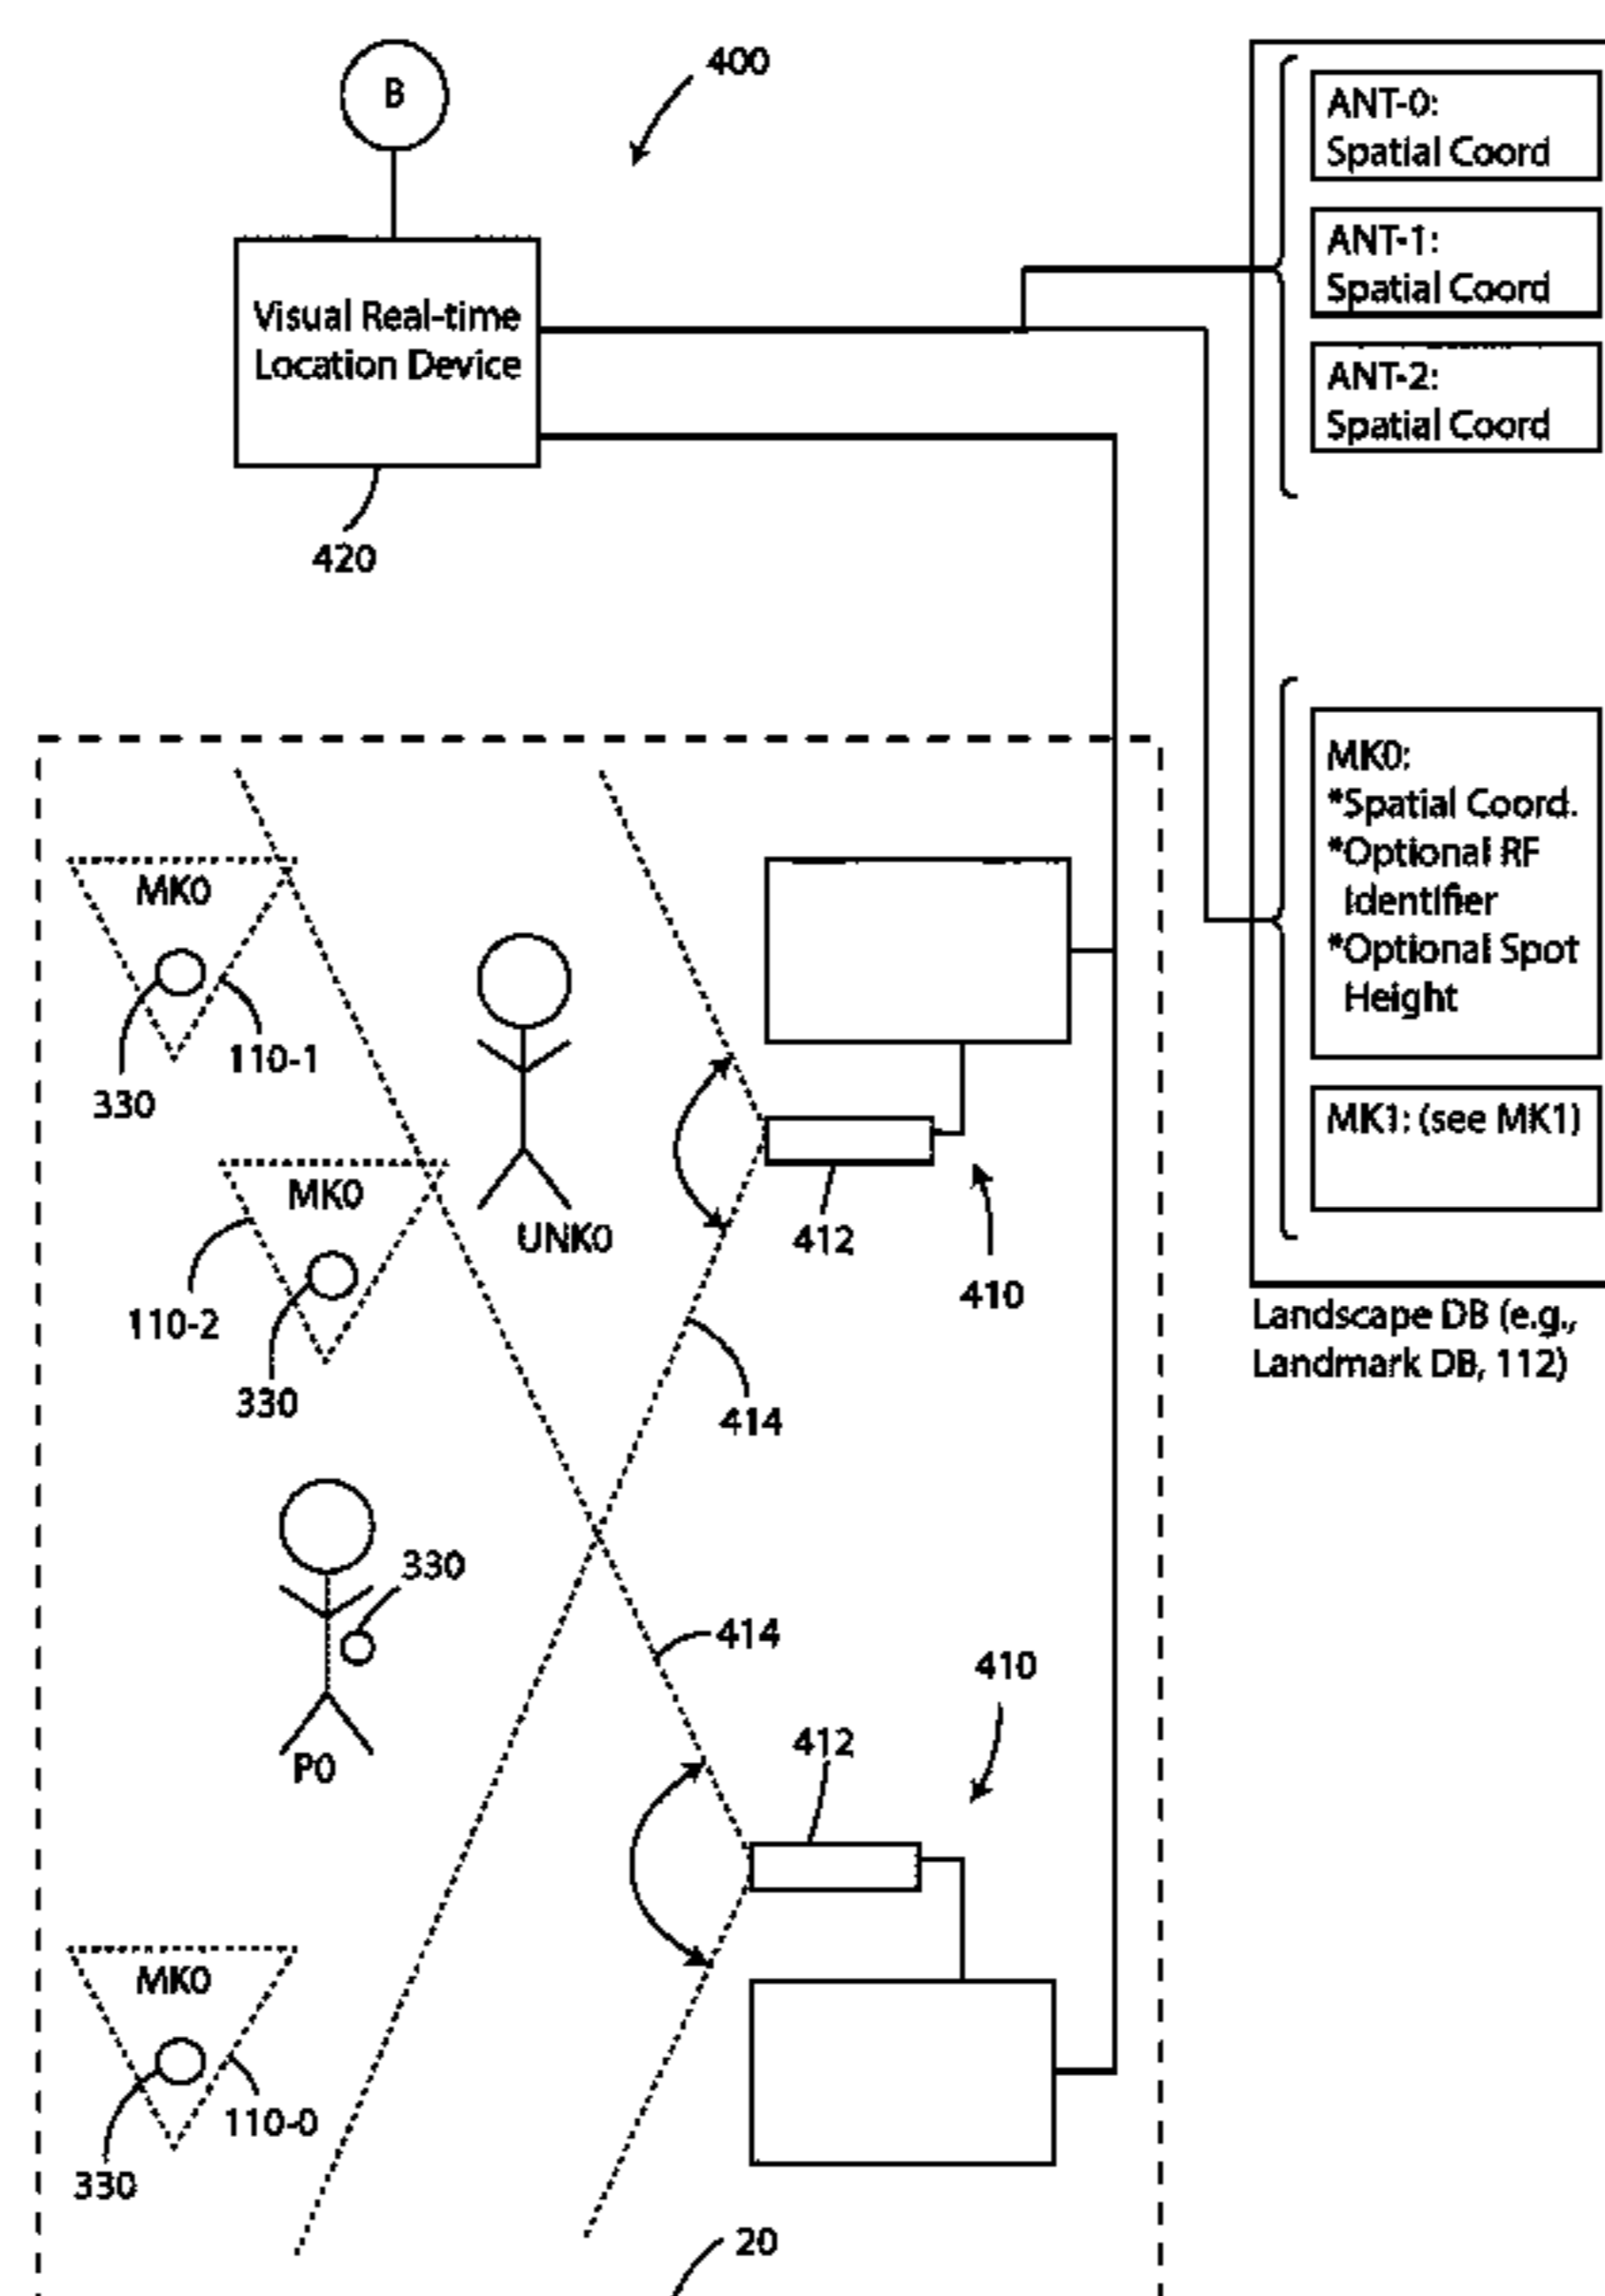 B
400
Visual Real-time
Location Device
420
ANT-0:
Spatial Coord
ANT-1:
Spatial Coord
ANT-2:
Spatial Coord
MK0:
*Spatial Coord.
*Optional RF
Identifier
*Optional Spot
Height
MK1: (see MK1)
Landscape DB (e.g.,
Landmark DB, 112)
MK0
110-1
330
UNK0
412
410
MK0
110-2
330
414
330
P0
414
410
412
MK0
110-0
330
20